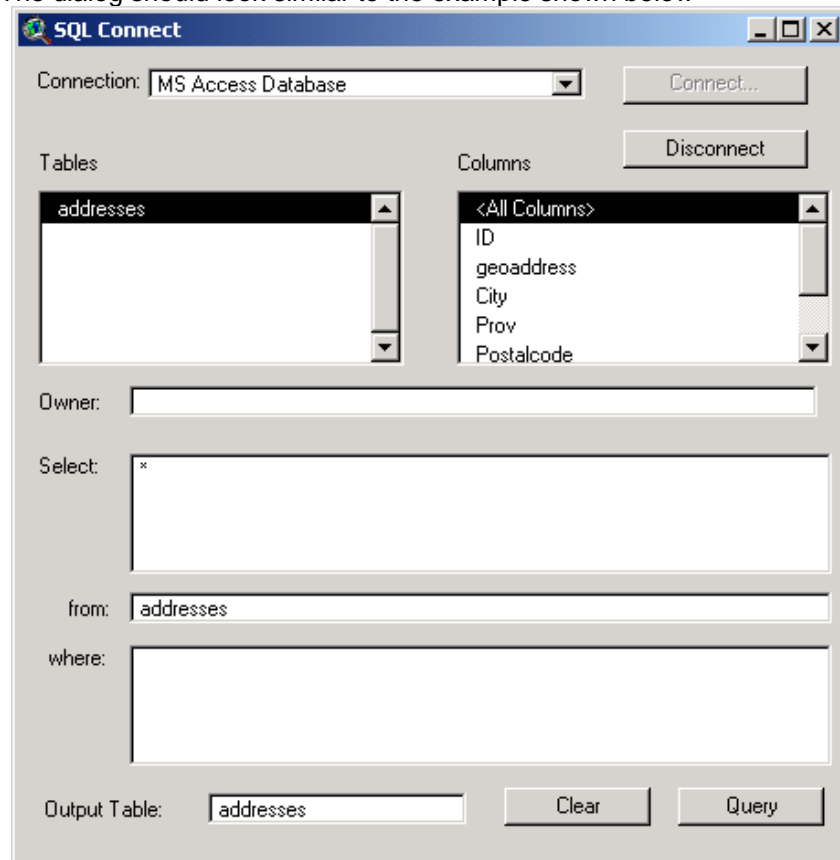 The dialog should look similar to the example shown below
SQL Connect
Connection: MS Access Database
Connect...
Disconnect
Tables
Columns
addresses
<All Columns>
ID
geoaddress
City
Prov
Postalcode
Owner:
Select: *
from: addresses
where:
Output Table: addresses
Clear
Query